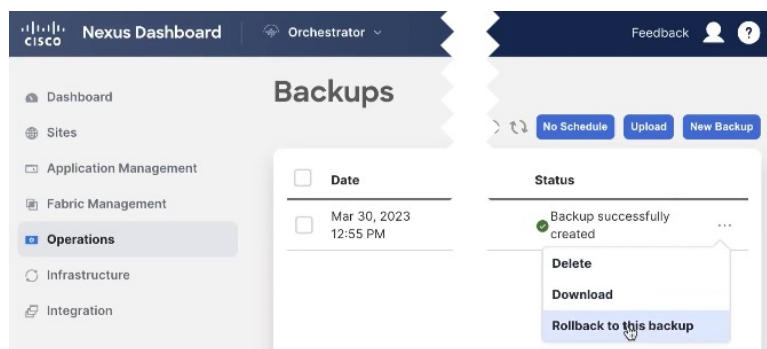 cisco Nexus Dashboard Orchestrator Feedback ?
Dashboard
Sites
Application Management
Fabric Management
Operations
Infrastructure
Integration
Backups
No Schedule Upload New Backup
Date Status
Mar 30, 2023
12:55 PM
Backup successfully
created
...
Delete
Download
Rollback to this backup